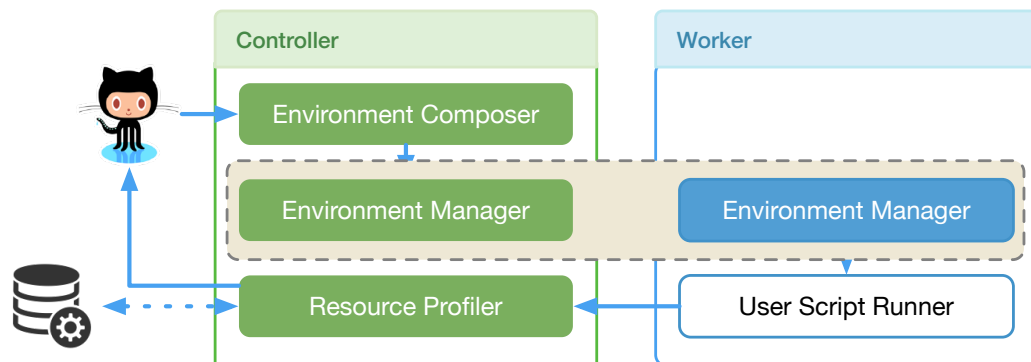 Controller
Worker
Environment Composer
Environment Manager
Environment Manager
Resource Profiler
User Script Runner